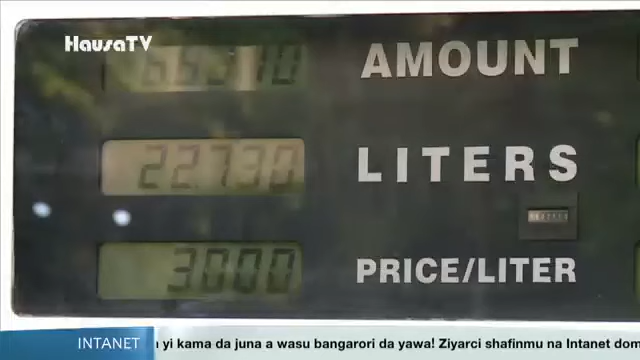 HausaTV
AMOUNT
22730 LITERS
3000 PRICE/LITER
INTANET yi kama da juna a wasu bangarori da yawa! Ziyarci shafinmu na Intanet dom